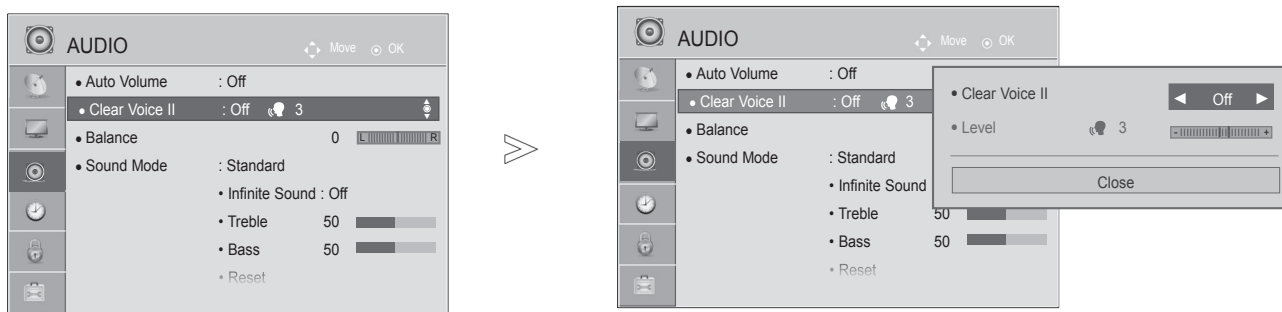 AUDIO
Move OK
• Auto Volume : Off
• Clear Voice II : Off 3
• Balance 0 L R
• Sound Mode : Standard
• Infinite Sound : Off
• Treble 50
• Bass 50
• Reset
AUDIO
Move OK
• Auto Volume : Off
• Clear Voice II : Off 3
• Balance
• Sound Mode : Standard
• Infinite Sound
• Treble 50
• Bass 50
• Reset
• Clear Voice II ◄ Off ►
• Level 3 - +
Close